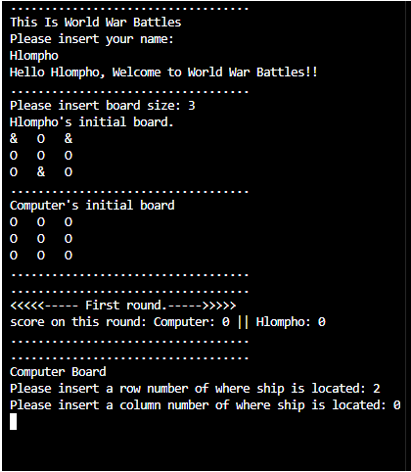 ...................................
This Is World War Battles
Please insert your name:
Hlompho
Hello Hlompho, Welcome to World War Battles!!
...................................
Please insert board size: 3
Hlompho's initial board.
& O &
O O O
O & O
...................................
Computer's initial board
O O O
O O O
O O O
...................................
...................................
<<<<<----- First round.----->>>>>
score on this round: Computer: 0 || Hlompho: 0
...................................
...................................
Computer Board
Please insert a row number of where ship is located: 2
Please insert a column number of where ship is located: 0